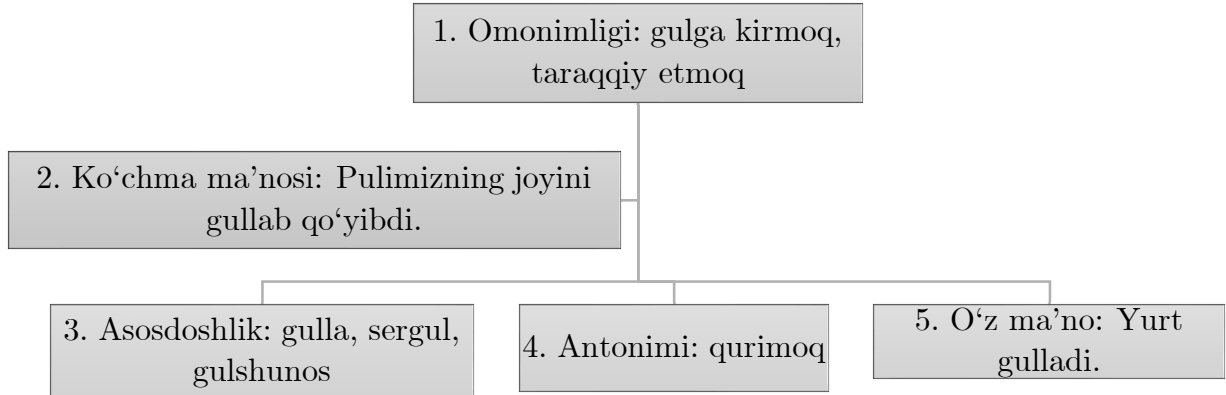 1. Omonimligi: gulga kirmoq,
taraqqiy etmoq
2. Ko‘chma ma’nosi: Pulimizning joyini
gullab qo‘yibdi.
3. Asosdoshlik: gulla, sergul,
gulshunos
4. Antonimi: qurimoq
5. O‘z ma’no: Yurt
gulladi.